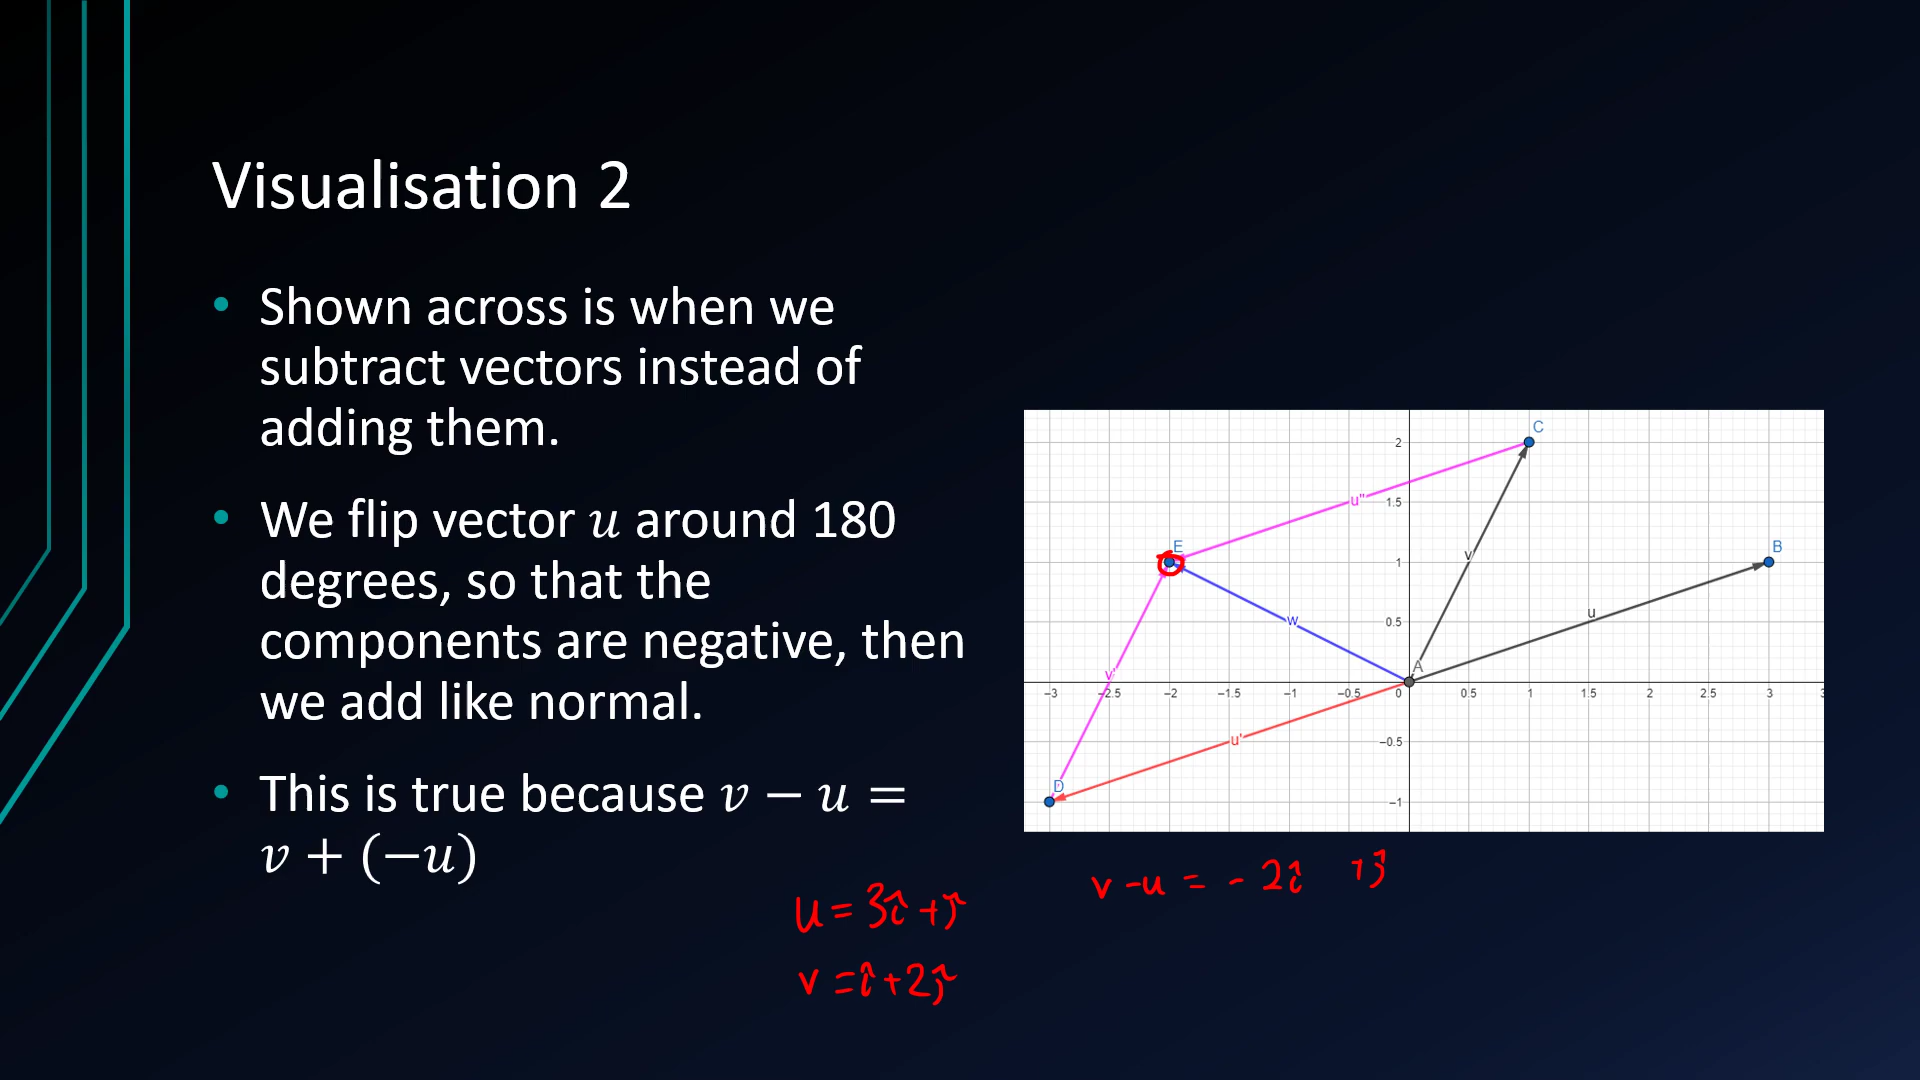 Visualisation 2
• Shown across is when we
subtract vectors instead of
adding them.
• We flip vector 𝑢 around 180
degrees, so that the
components are negative, then
we add like normal.
• This is true because 𝑣 − 𝑢 =
𝑣 + (−𝑢)
C
2
u''
1.5
E
B
v
1
u
w
0.5
A
v'
−3
−2.5
−2
−1.5
−1
−0.5
0
0.5
1
1.5
2
2.5
3
u'
−0.5
D
−1
v - u = - 2î 1ĵ
u = 3î + ĵ
v = î + 2ĵ